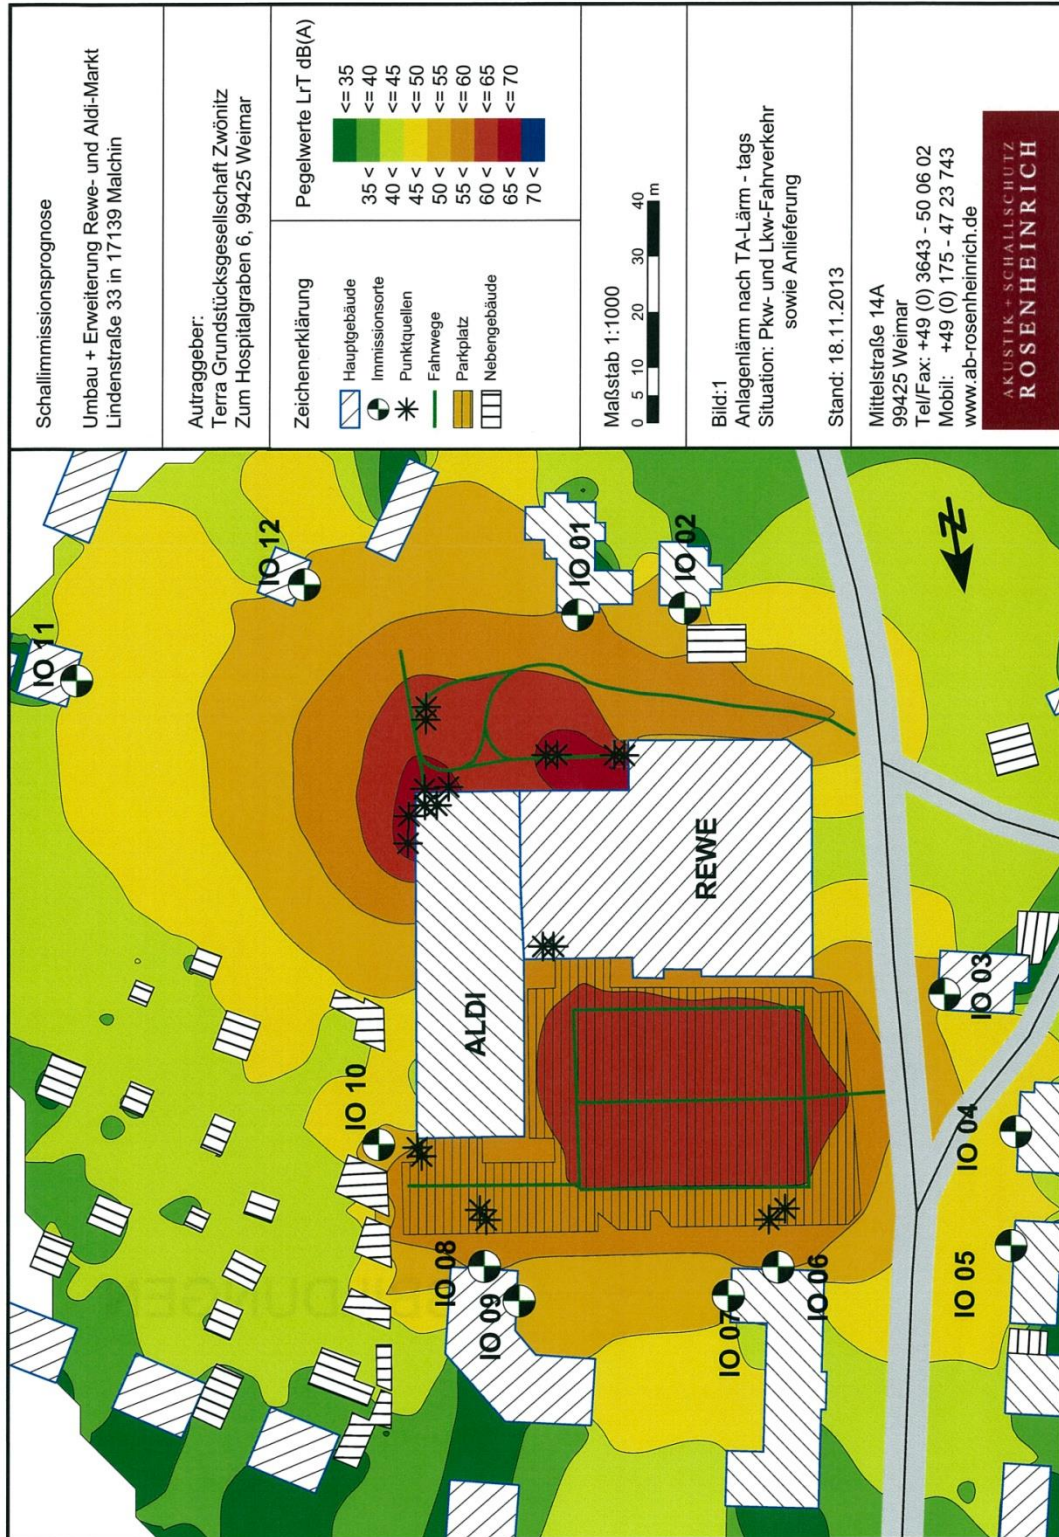 Schallimmissionsprognose
Umbau + Erweiterung Rewe- und Aldi-Markt
Lindenstraße 33 in 17139 Malchin
Autraggeber:
Terra Grundstücksgesellschaft Zwönitz
Zum Hospitalgraben 6, 99425 Weimar
Zeichenerklärung
Hauptgebäude
Immissionsorte
Punktquellen
Fahrwege
Parkplatz
Nebengebäude
Pegelwerte LrT dB(A)
<= 35
35 < <= 40
40 < <= 45
45 < <= 50
50 < <= 55
55 < <= 60
60 < <= 65
65 < <= 70
70 <
Maßstab 1:1000
0 5 10 20 30 40
m
Bild:1
Anlagenlärm nach TA-Lärm - tags
Situation: Pkw- und Lkw-Fahrverkehr
sowie Anlieferung
Stand: 18.11.2013
Mittelstraße 14A
99425 Weimar
Tel/Fax: +49 (0) 3643 - 50 06 02
Mobil: +49 (0) 175 - 47 23 743
www.ab-rosenheinrich.de
AKUSTIK + SCHALLSCHUTZ
ROSENHEINRICH
IO 11
IO 12
IO 01
IO 02
IO 10
ALDI
REWE
IO 03
IO 04
IO 08
IO 09
IO 07
IO 06
IO 05
N